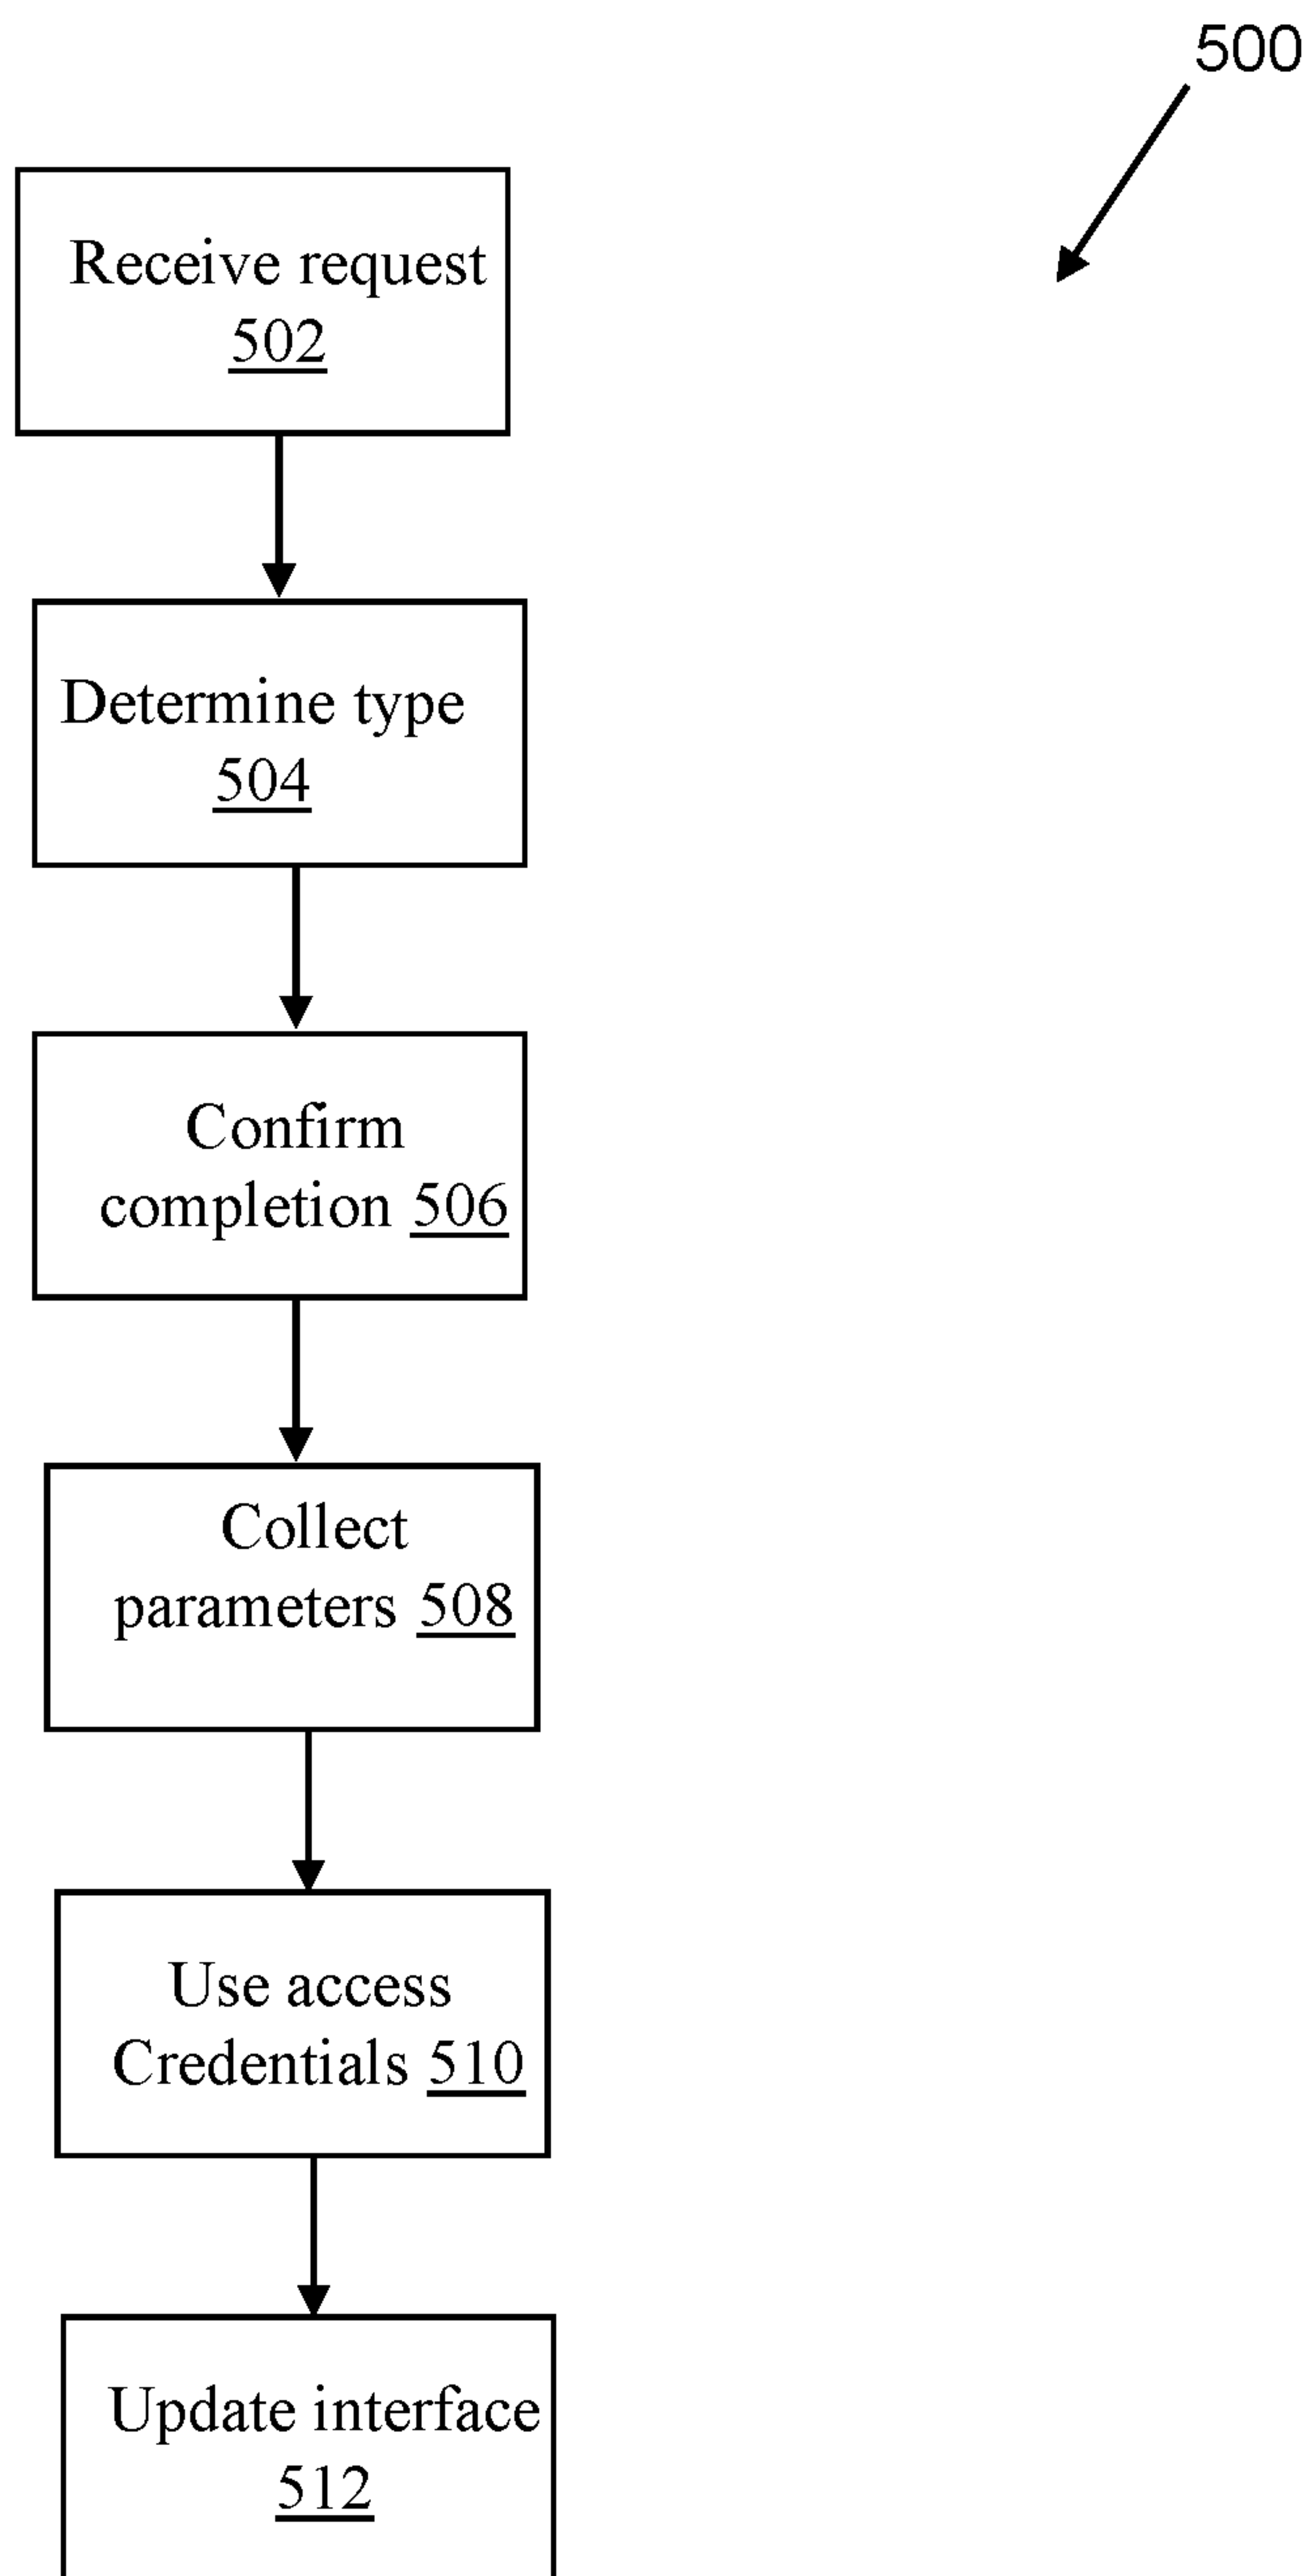 500
Receive request
502
Determine type
504
Confirm
completion 506
Collect
parameters 508
Use access
Credentials 510
Update interface
512